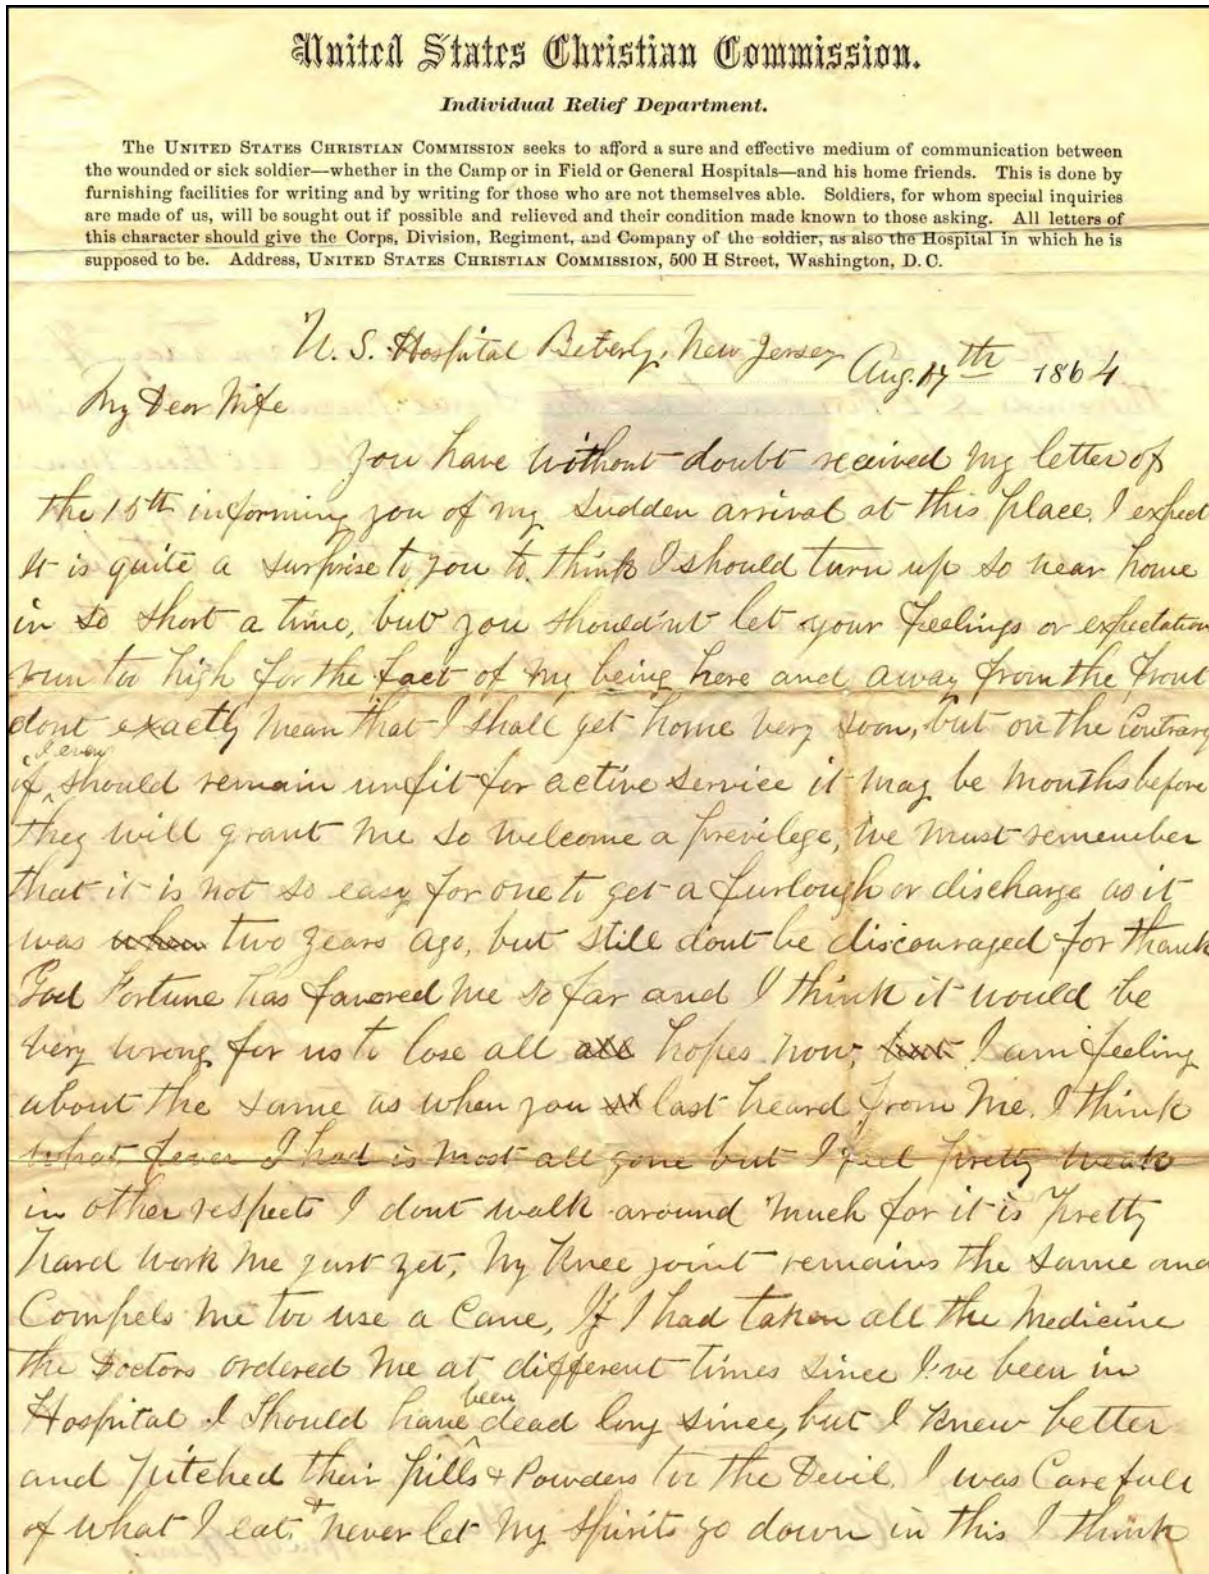 United States Christian Commission.
Individual Relief Department.
The UNITED STATES CHRISTIAN COMMISSION seeks to afford a sure and effective medium of communication between
the wounded or sick soldier—whether in the Camp or in Field or General Hospitals—and his home friends. This is done by
furnishing facilities for writing and by writing for those who are not themselves able. Soldiers, for whom special inquiries
are made of us, will be sought out if possible and relieved and their condition made known to those asking. All letters of
this character should give the Corps, Division, Regiment, and Company of the soldier, as also the Hospital in which he is
supposed to be. Address, UNITED STATES CHRISTIAN COMMISSION, 500 H Street, Washington, D. C.
U. S. Hospital Beverly, New Jersey Aug. 17th 1864
My Dear Wife
you have without doubt received my letter of
the 15th informing you of my sudden arrival at this place, I expect
it is quite a surprise to you to think I should turn up so near home
in so short a time, but you should'nt let your feelings or expectation
run too high for the fact of my being here and away from the front
dont exactly mean that I shall get home very soon, but on the Contrary
if I even should remain unfit for active service it may be months before
they will grant me so welcome a previlege, we must remember
that it is not so easy for one to get a furlough or discharge as it
was when two years ago, but still dont be discouraged for thank
God Fortune has favored me so far and I think it would be
very wrong for us to lose all all hopes now, but I am feeling
about the same as when you last heard from me. I think
what fever I had is most all gone but I feel pretty weak
in other respects I dont walk around much for it is pretty
hard work me just yet, My Knee joint remains the same and
Compels me too use a Cane, If I had taken all the Medicine
the Doctors ordered me at different times since I've been in
Hospital I should have been dead long since, but I knew better
and pitched their pills & Powders too the Devil. I was Carefull
of what I eat, & never let my spirits go down in this I think